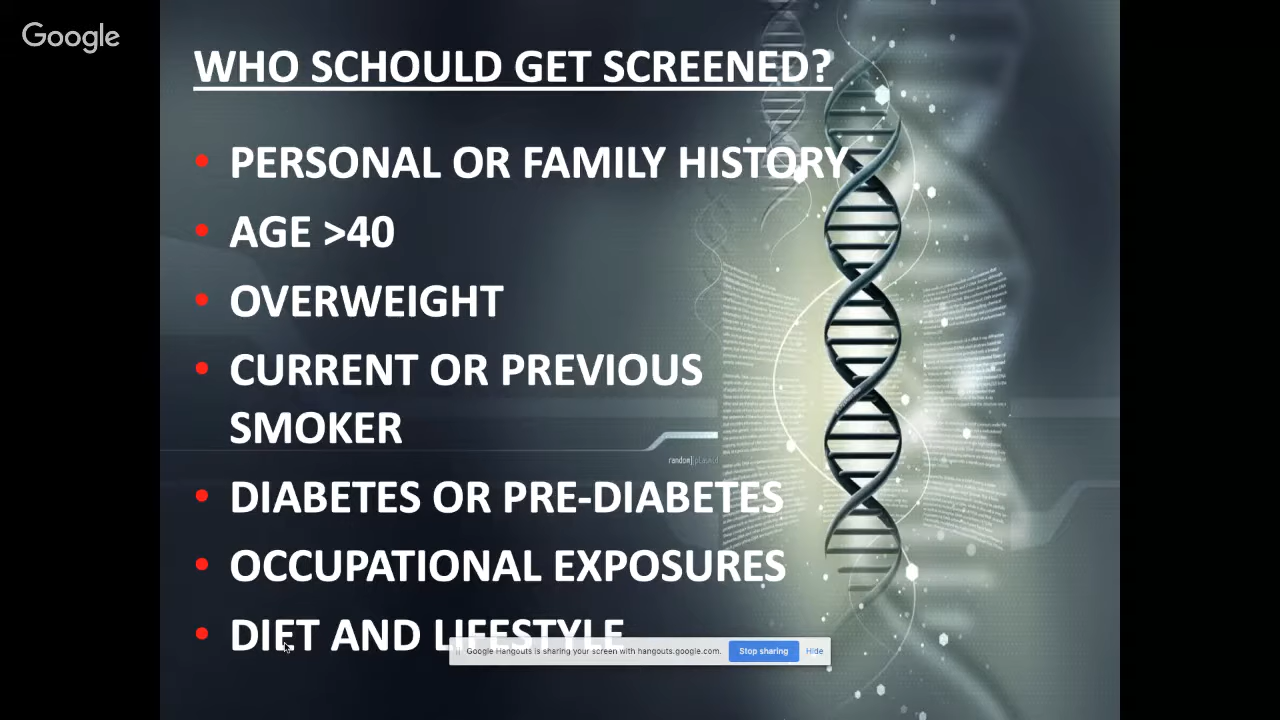 Google
WHO SCHOULD GET SCREENED?
• PERSONAL OR FAMILY HISTORY
• AGE >40
• OVERWEIGHT
• CURRENT OR PREVIOUS
SMOKER
• DIABETES OR PRE-DIABETES
• OCCUPATIONAL EXPOSURES
• DIET AND LIFESTYLE
Google Hangouts is sharing your screen with hangouts.google.com. Stop sharing Hide